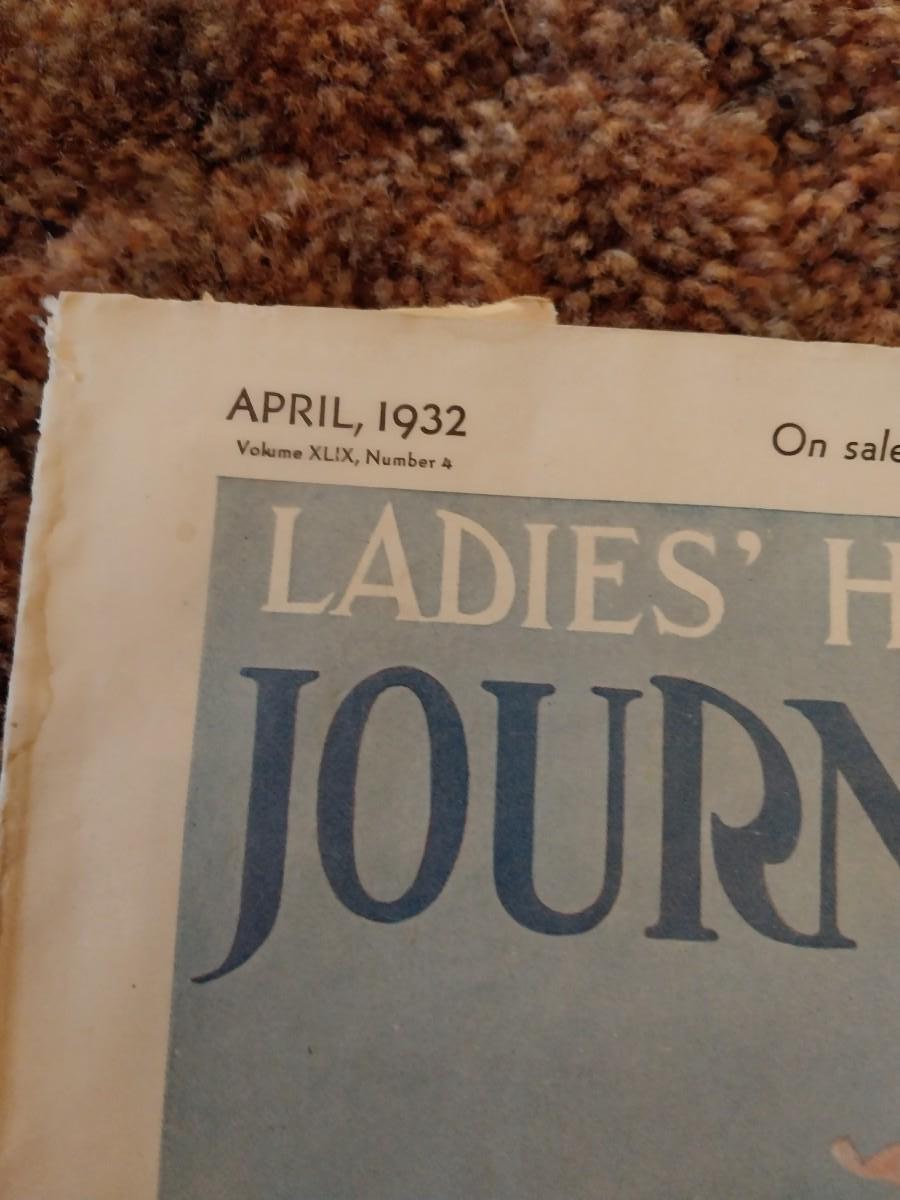 APRIL, 1932
Volume XLIX, Number 4
On sale
LADIES' H
JOURN